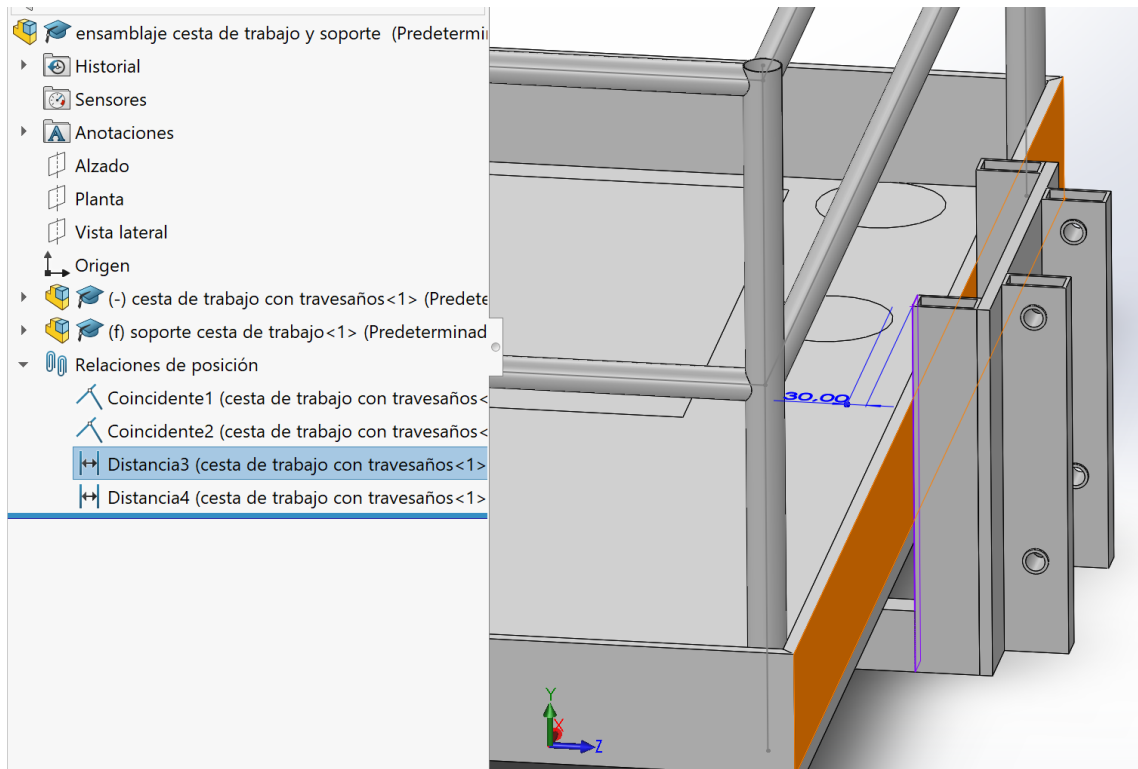 ensamblaje cesta de trabajo y soporte (Predetermi
Historial
Sensores
Anotaciones
Alzado
Planta
Vista lateral
Origen
(-) cesta de trabajo con travesaños<1> (Predete
(f) soporte cesta de trabajo<1> (Predeterminad
Relaciones de posición
Coincidente1 (cesta de trabajo con travesaños<
Coincidente2 (cesta de trabajo con travesaños<
Distancia3 (cesta de trabajo con travesaños<1>
Distancia4 (cesta de trabajo con travesaños<1>
30,00
Y
X
Z